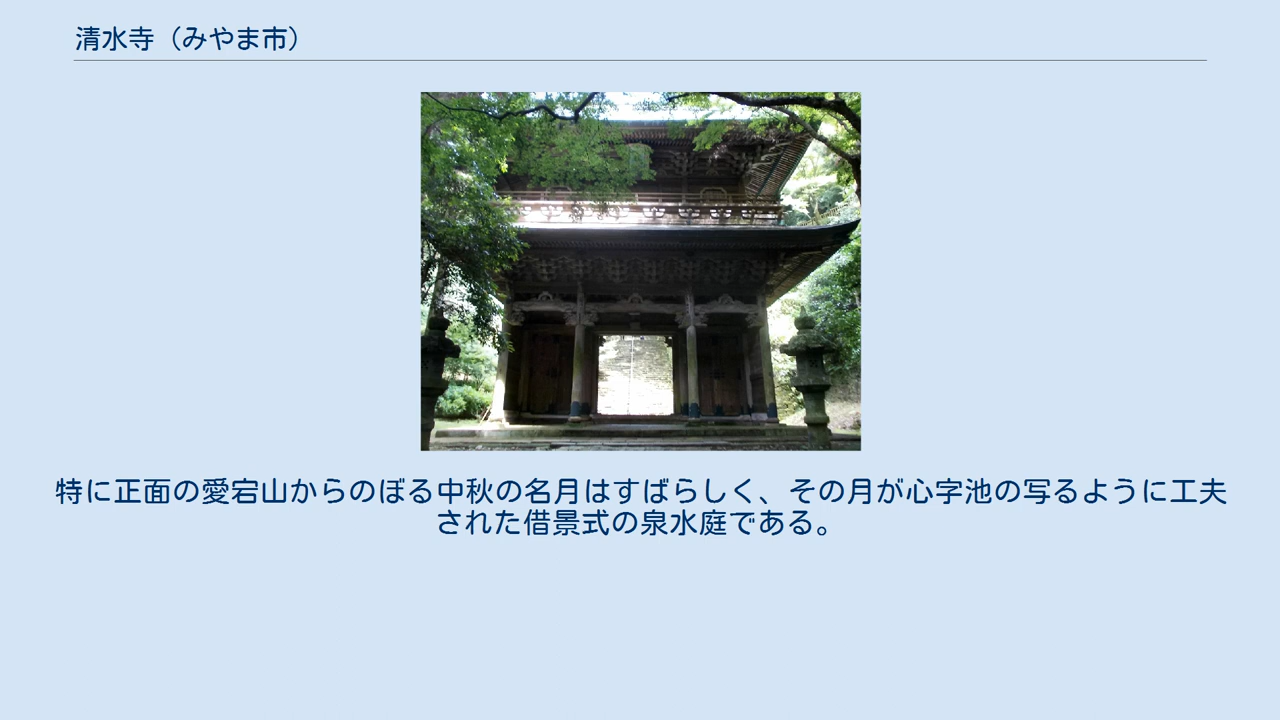 清水寺（みやま市）
特に正面の愛宕山からのぼる中秋の名月はすばらしく、その月が心字池の写るように工夫
された借景式の泉水庭である。